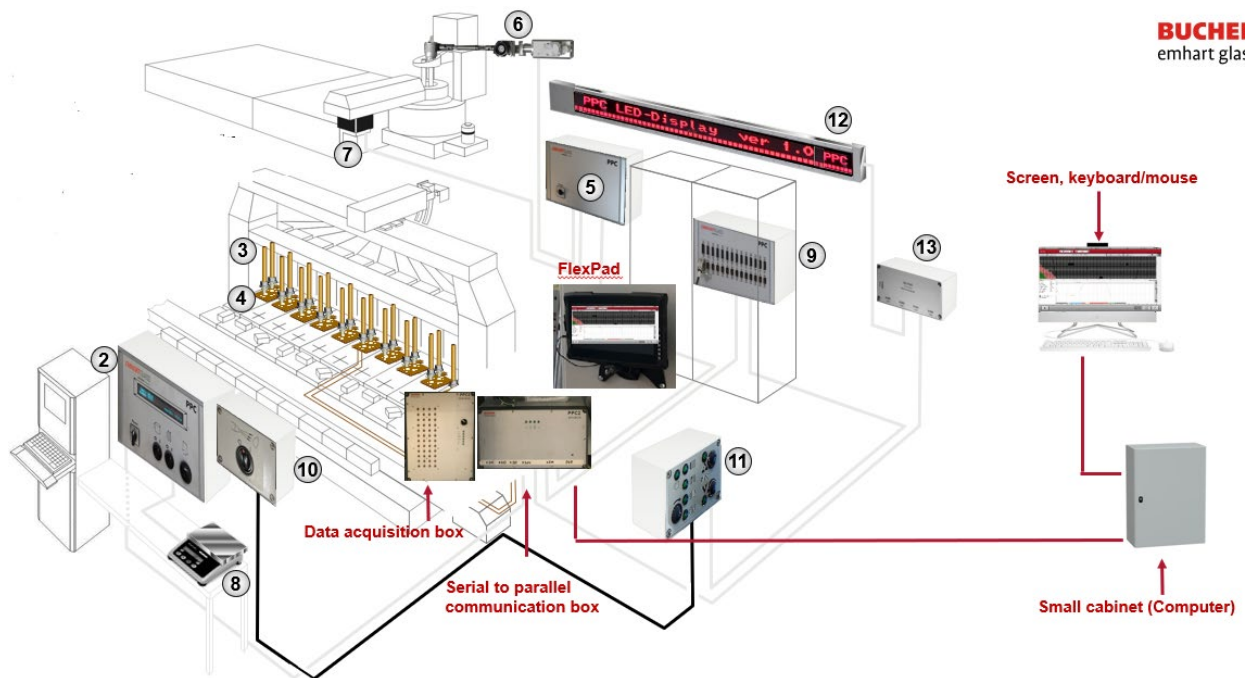 BUCHER
emhart glass
6
12
PPC LED-Display ver 1.0 PPC
7
PPC
5
Screen, keyboard/mouse
PPC
9
13
3
FlexPad
4
2
PPC
10
11
Data acquisition box
8
Serial to parallel
communication box
Small cabinet (Computer)